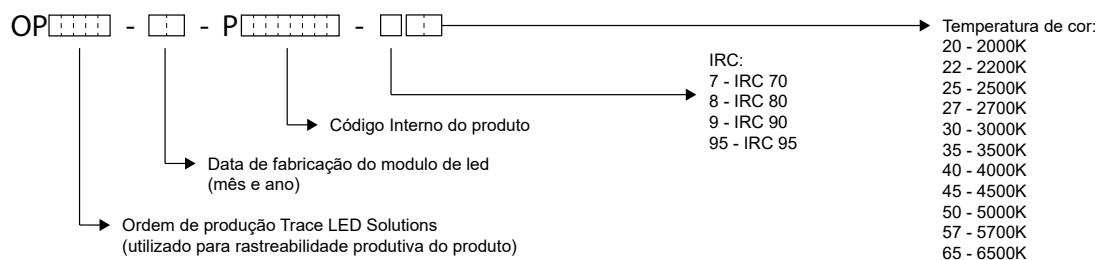 OP - - P -
Temperatura de cor:
20 - 2000K
22 - 2200K
25 - 2500K
27 - 2700K
30 - 3000K
35 - 3500K
40 - 4000K
45 - 4500K
50 - 5000K
57 - 5700K
65 - 6500K
IRC:
7 - IRC 70
8 - IRC 80
9 - IRC 90
95 - IRC 95
Código Interno do produto
Data de fabricação do modulo de led
(mês e ano)
Ordem de produção Trace LED Solutions
(utilizado para rastreabilidade produtiva do produto)